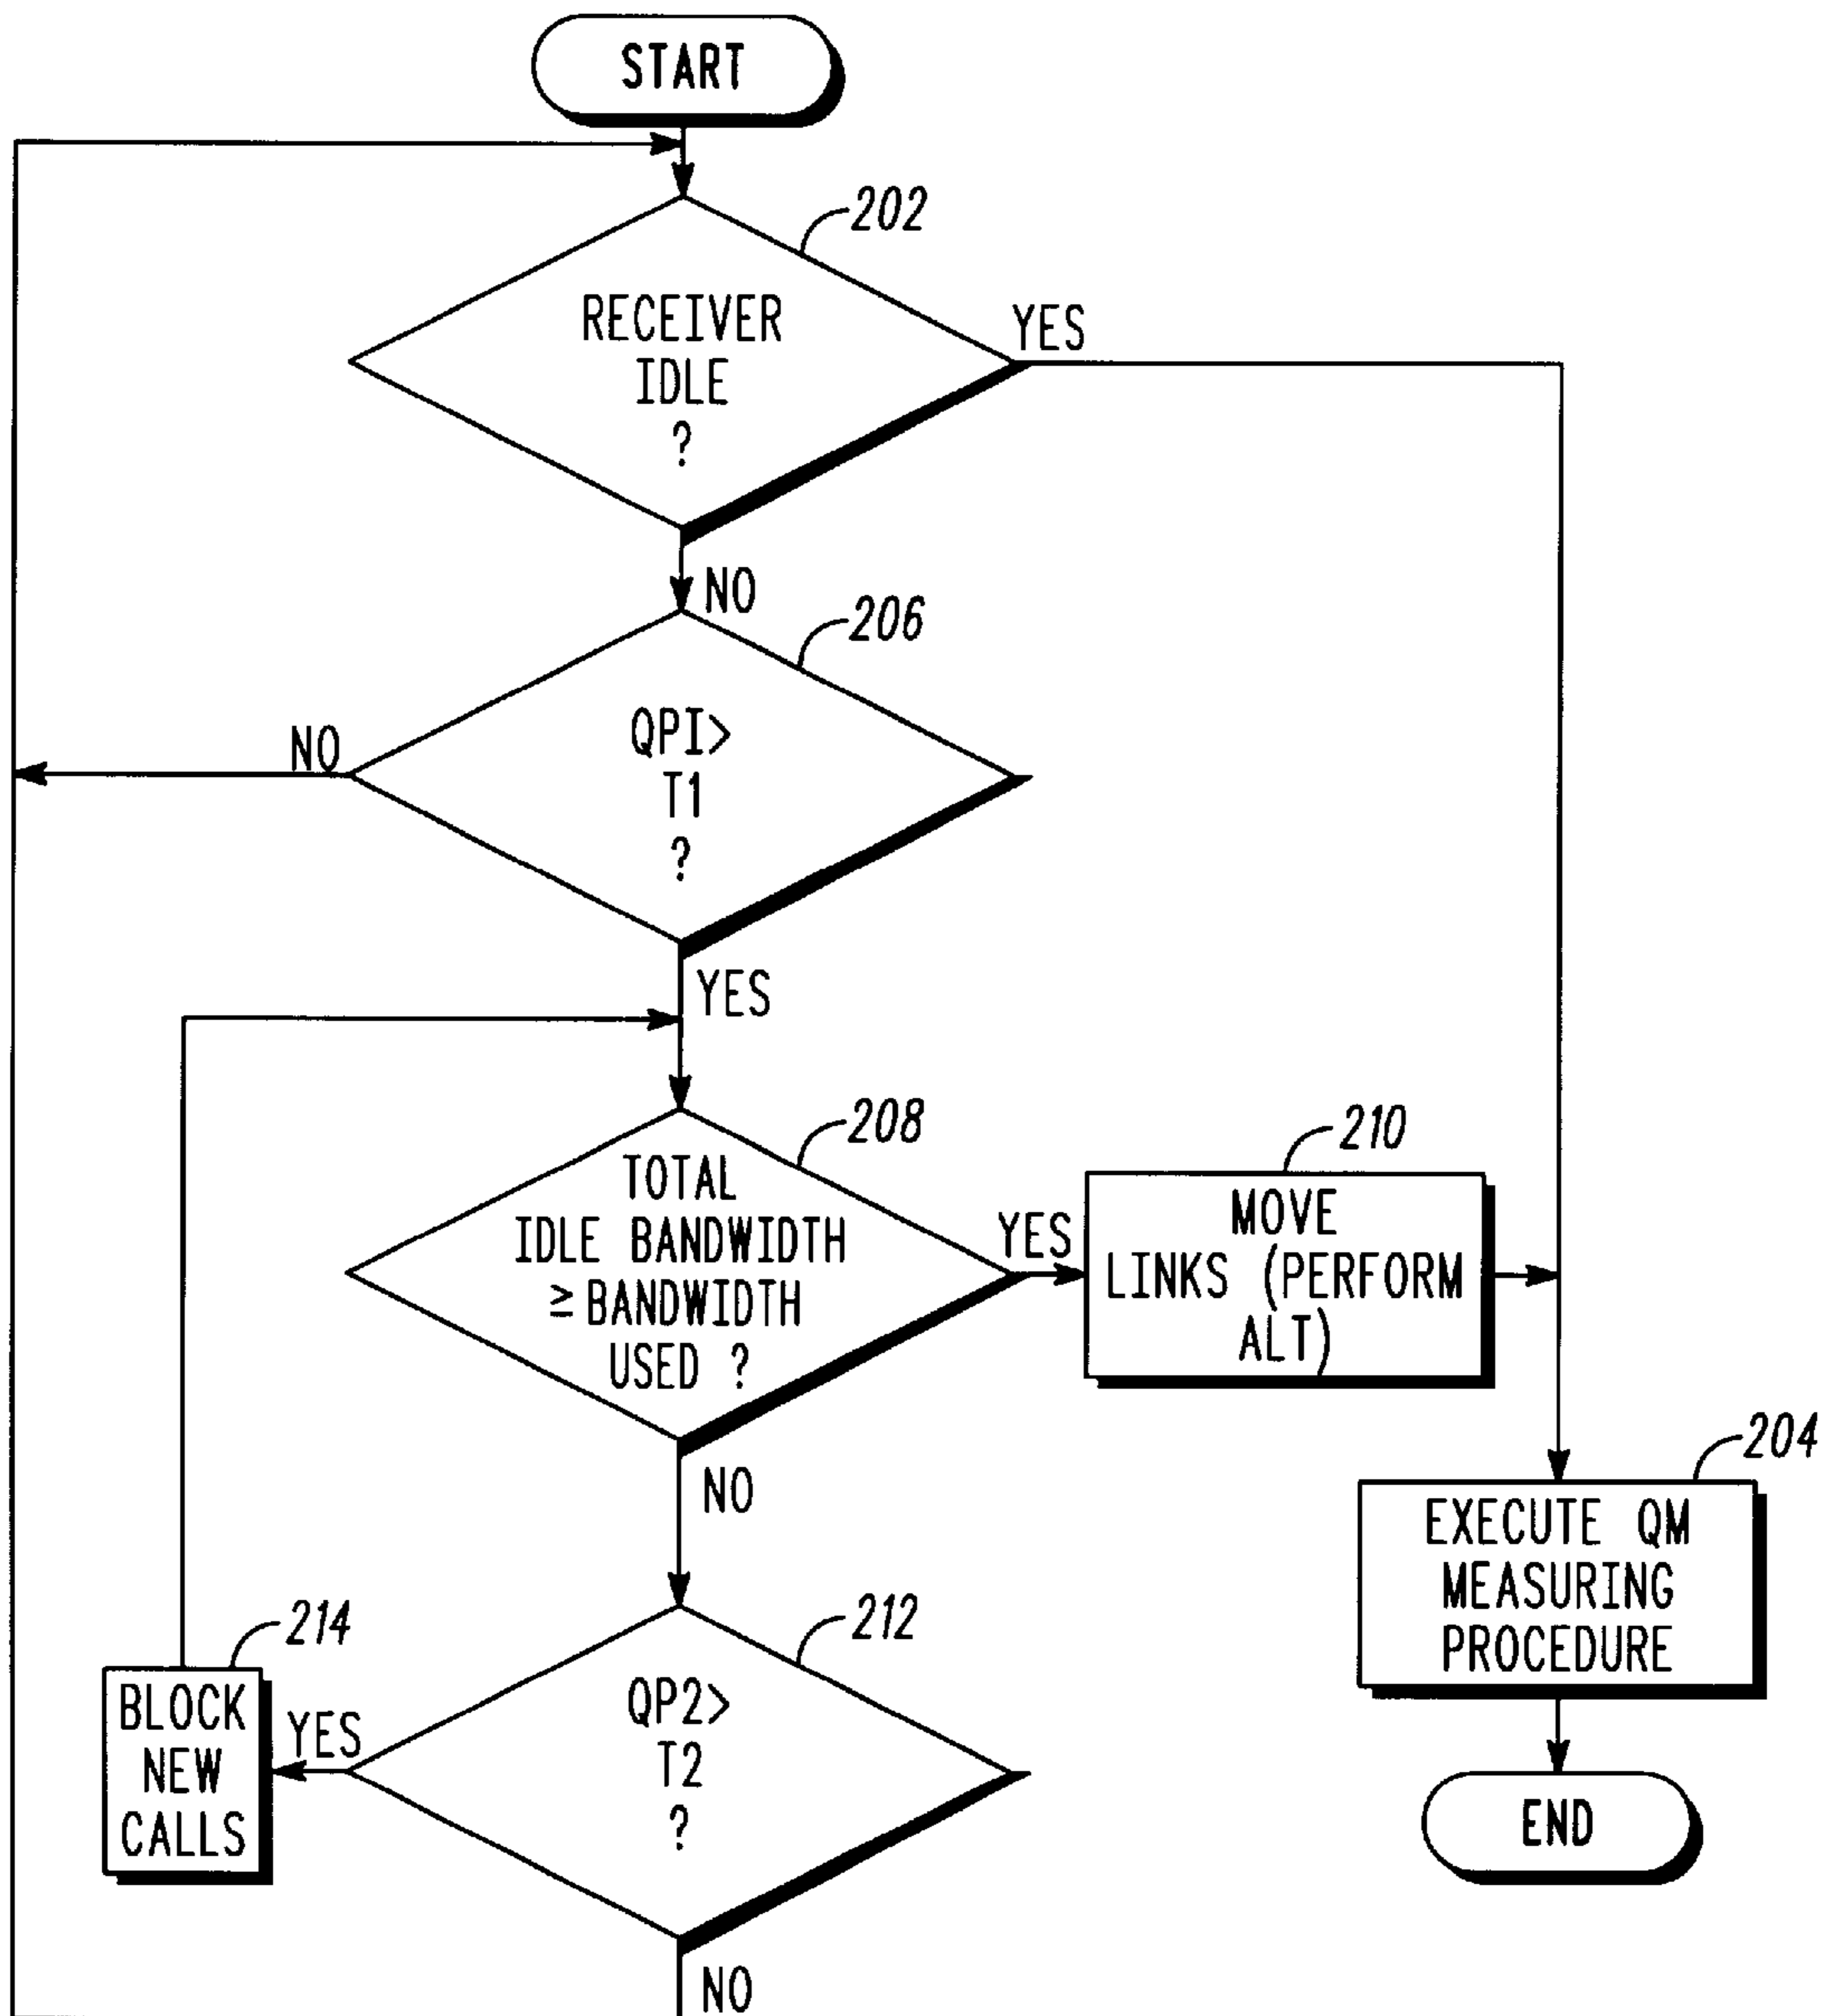 START
202
RECEIVER
IDLE
?
YES
NO
206
QPI>
T1
?
NO
YES
208
TOTAL
IDLE BANDWIDTH
≥ BANDWIDTH
USED ?
YES
210
MOVE
LINKS (PERFORM
ALT)
NO
204
EXECUTE QM
MEASURING
PROCEDURE
212
QP2>
T2
?
YES
214
BLOCK
NEW
CALLS
NO
END